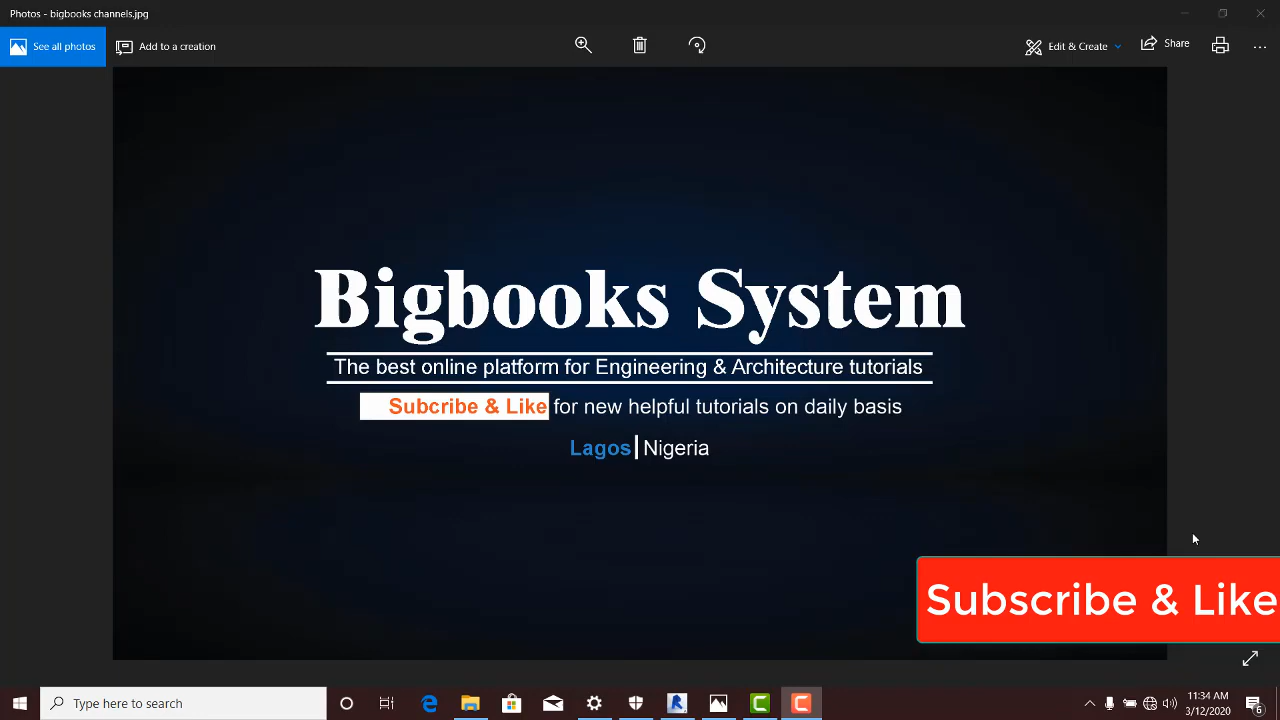 Photos - bigbooks channels.jpg
See all photos
Add to a creation
Edit & Create
Share
Bigbooks System
The best online platform for Engineering & Architecture tutorials
Subcribe & Like for new helpful tutorials on daily basis
Lagos Nigeria
Subscribe & Like
Type here to search
11:34 AM
3/12/2020
6